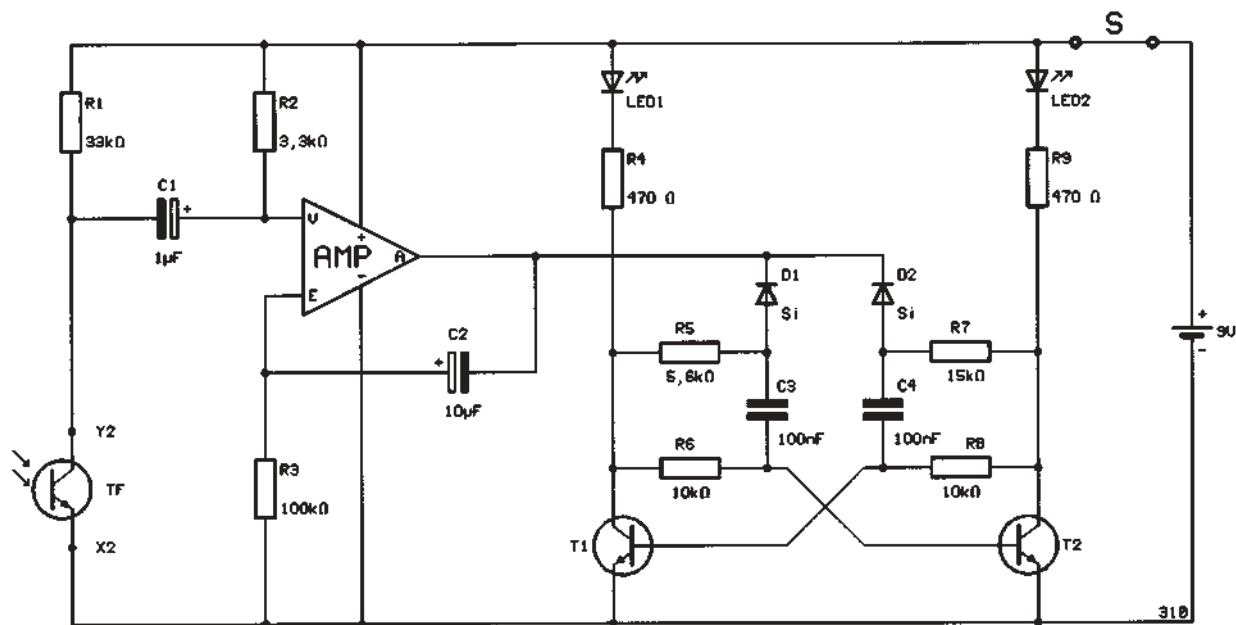 S
R1
33kΩ
R2
3,3kΩ
LED1
LED2
R4
470 Ω
R9
470 Ω
C1
+
1µF
V
+
AMP
A
-
E
D1
Si
D2
Si
+
9V
-
C2
+
10µF
R5
5,6kΩ
R7
15kΩ
C3
100nF
C4
100nF
Y2
TF
X2
R3
100kΩ
R6
10kΩ
R8
10kΩ
T1
T2
310